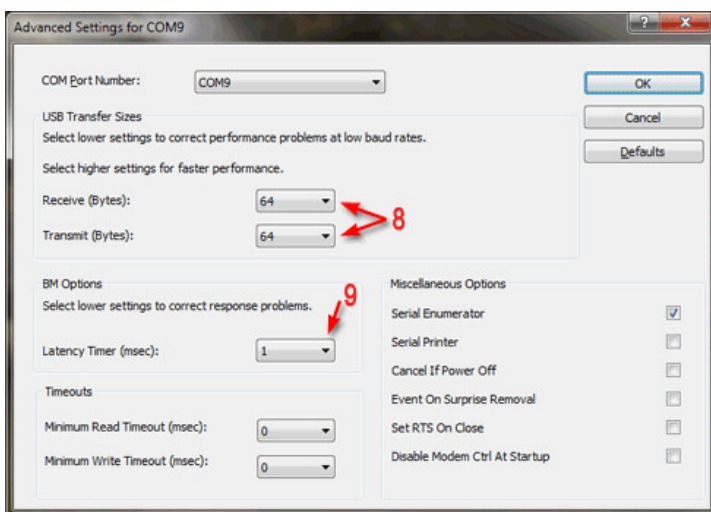 Advanced Settings for COM9
COM Port Number:
COM9
OK
Cancel
Defaults
USB Transfer Sizes
Select lower settings to correct performance problems at low baud rates.
Select higher settings for faster performance.
Receive (Bytes):
64
Transmit (Bytes):
64
8
BM Options
Select lower settings to correct response problems.
9
Latency Timer (msec):
1
Timeouts
Minimum Read Timeout (msec):
0
Minimum Write Timeout (msec):
0
Miscellaneous Options
Serial Enumerator
Serial Printer
Cancel If Power Off
Event On Surprise Removal
Set RTS On Close
Disable Modem Ctrl At Startup